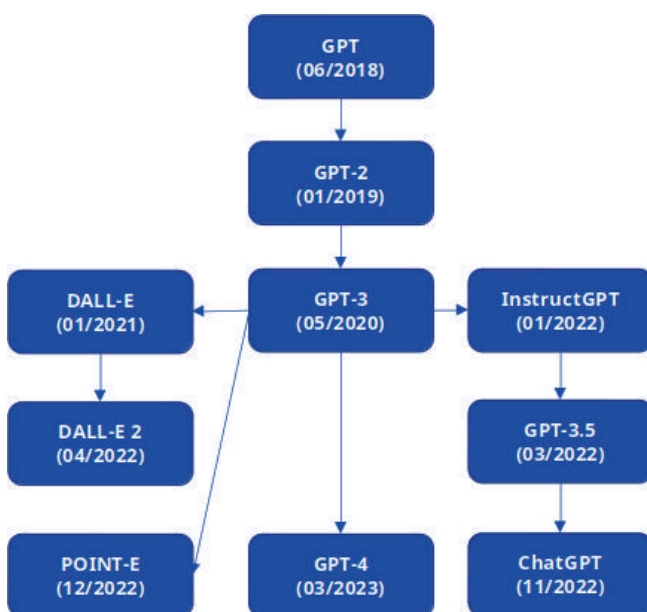 GPT
(06/2018)
GPT-2
(01/2019)
DALL-E
(01/2021)
GPT-3
(05/2020)
InstructGPT
(01/2022)
DALL-E 2
(04/2022)
GPT-3.5
(03/2022)
POINT-E
(12/2022)
GPT-4
(03/2023)
ChatGPT
(11/2022)